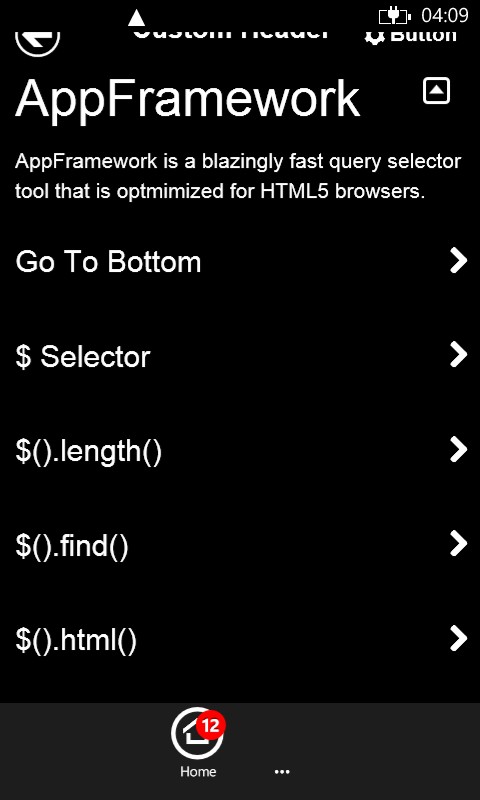 04:09
Custom Header
Button
AppFramework
AppFramework is a blazingly fast query selector
tool that is optmimized for HTML5 browsers.
Go To Bottom
$ Selector
$().length()
$().find()
$().html()
12
Home